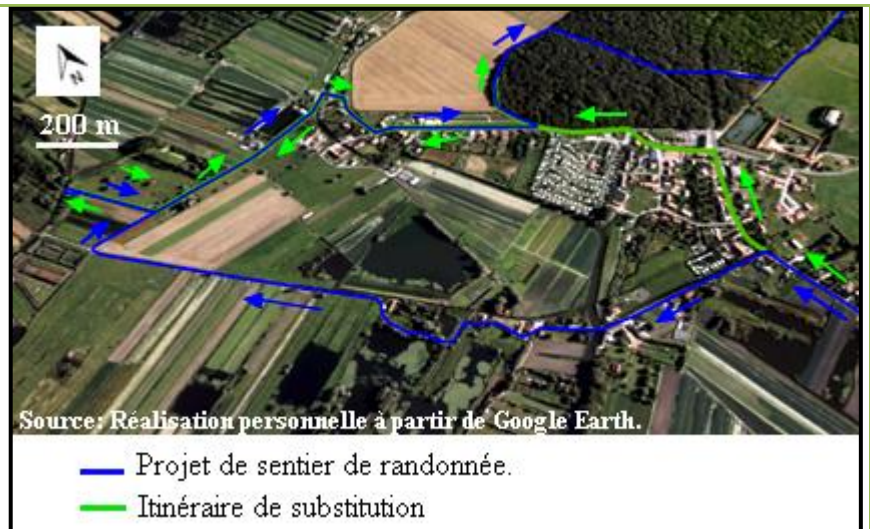 N
200 m
Source: Réalisation personnelle à partir de Google Earth.
Projet de sentier de randonnée.
Itinéraire de substitution